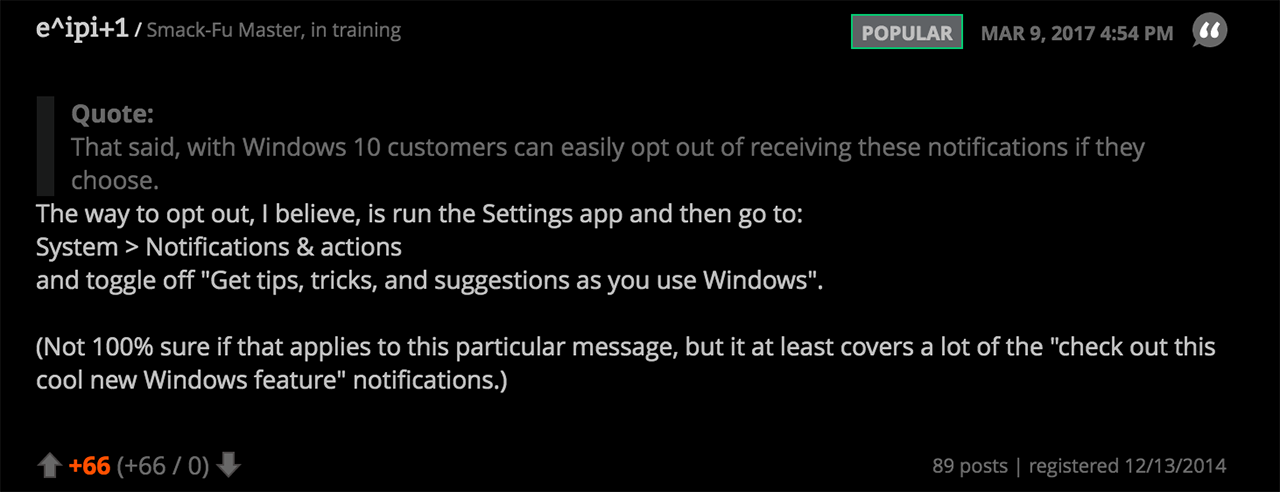 e^ipi+1 / Smack-Fu Master, in training
POPULAR MAR 9, 2017 4:54 PM
Quote:
That said, with Windows 10 customers can easily opt out of receiving these notifications if they
choose.
The way to opt out, I believe, is run the Settings app and then go to:
System > Notifications & actions
and toggle off "Get tips, tricks, and suggestions as you use Windows".
(Not 100% sure if that applies to this particular message, but it at least covers a lot of the "check out this
cool new Windows feature" notifications.)
+66 (+66 / 0)
89 posts | registered 12/13/2014